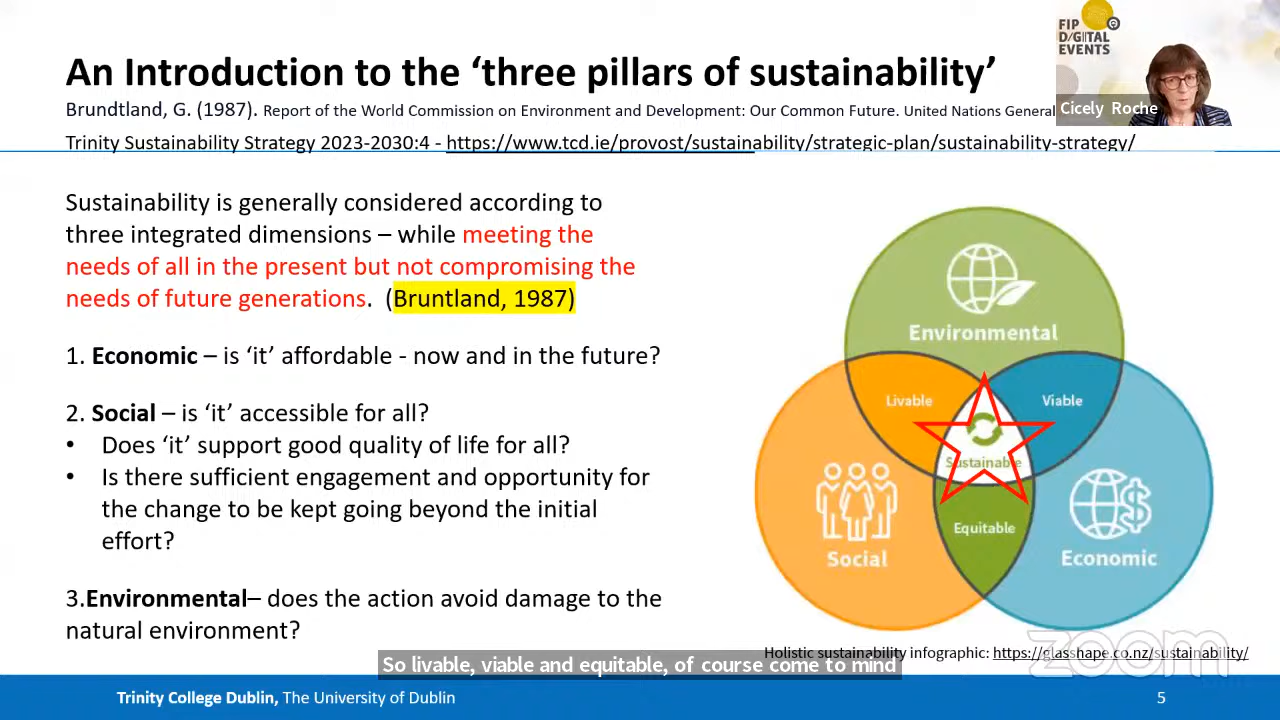 An Introduction to the ‘three pillars of sustainability’
Brundtland, G. (1987). Report of the World Commission on Environment and Development: Our Common Future. United Nations General
Trinity Sustainability Strategy 2023-2030:4 - https://www.tcd.ie/provost/sustainability/strategic-plan/sustainability-strategy/
FIP
DIGITAL
EVENTS
Cicely Roche
Sustainability is generally considered according to
three integrated dimensions – while meeting the
needs of all in the present but not compromising the
needs of future generations. (Bruntland, 1987)
1. Economic – is ‘it’ affordable - now and in the future?
2. Social – is ‘it’ accessible for all?
• Does ‘it’ support good quality of life for all?
• Is there sufficient engagement and opportunity for
the change to be kept going beyond the initial
effort?
3.Environmental– does the action avoid damage to the
natural environment?
Environmental
Livable
Viable
Sustainable
Equitable
Social
Economic
zoom
Holistic sustainability infographic: https://glasshape.co.nz/sustainability/
So livable, viable and equitable, of course come to mind
Trinity College Dublin, The University of Dublin
5